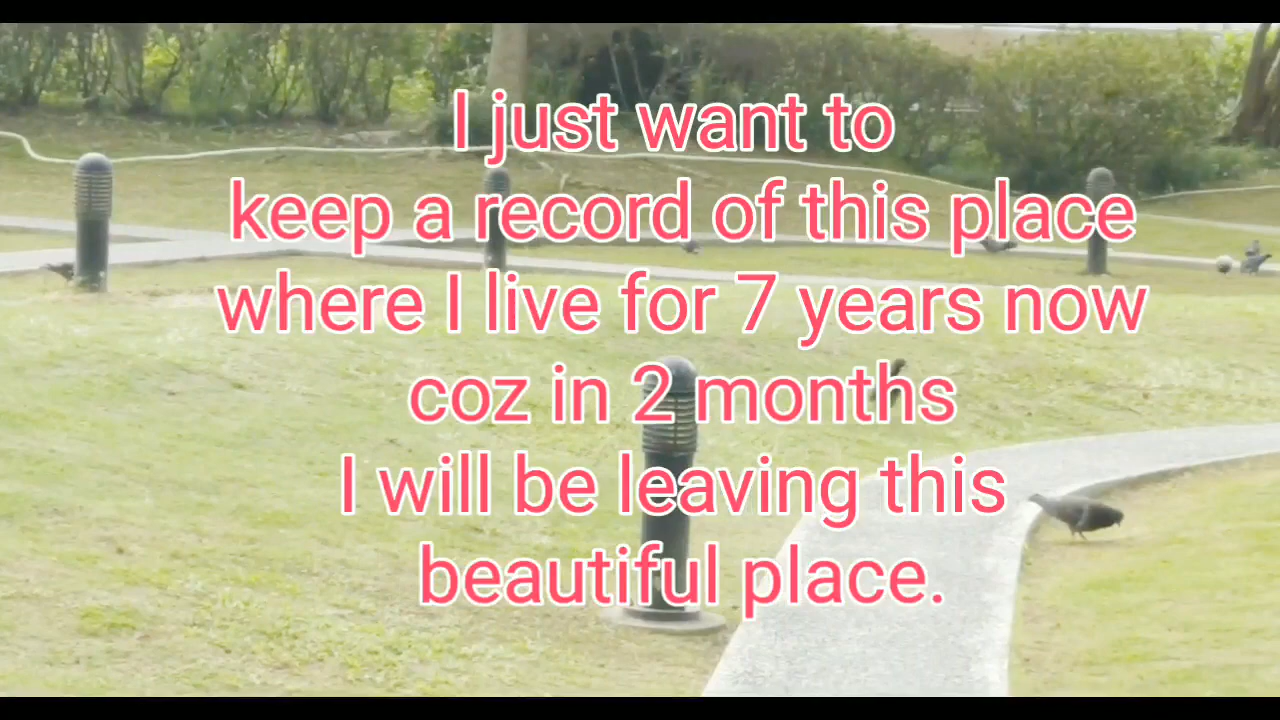 I just want to
keep a record of this place
where I live for 7 years now
coz in 2 months
I will be leaving this
beautiful place.